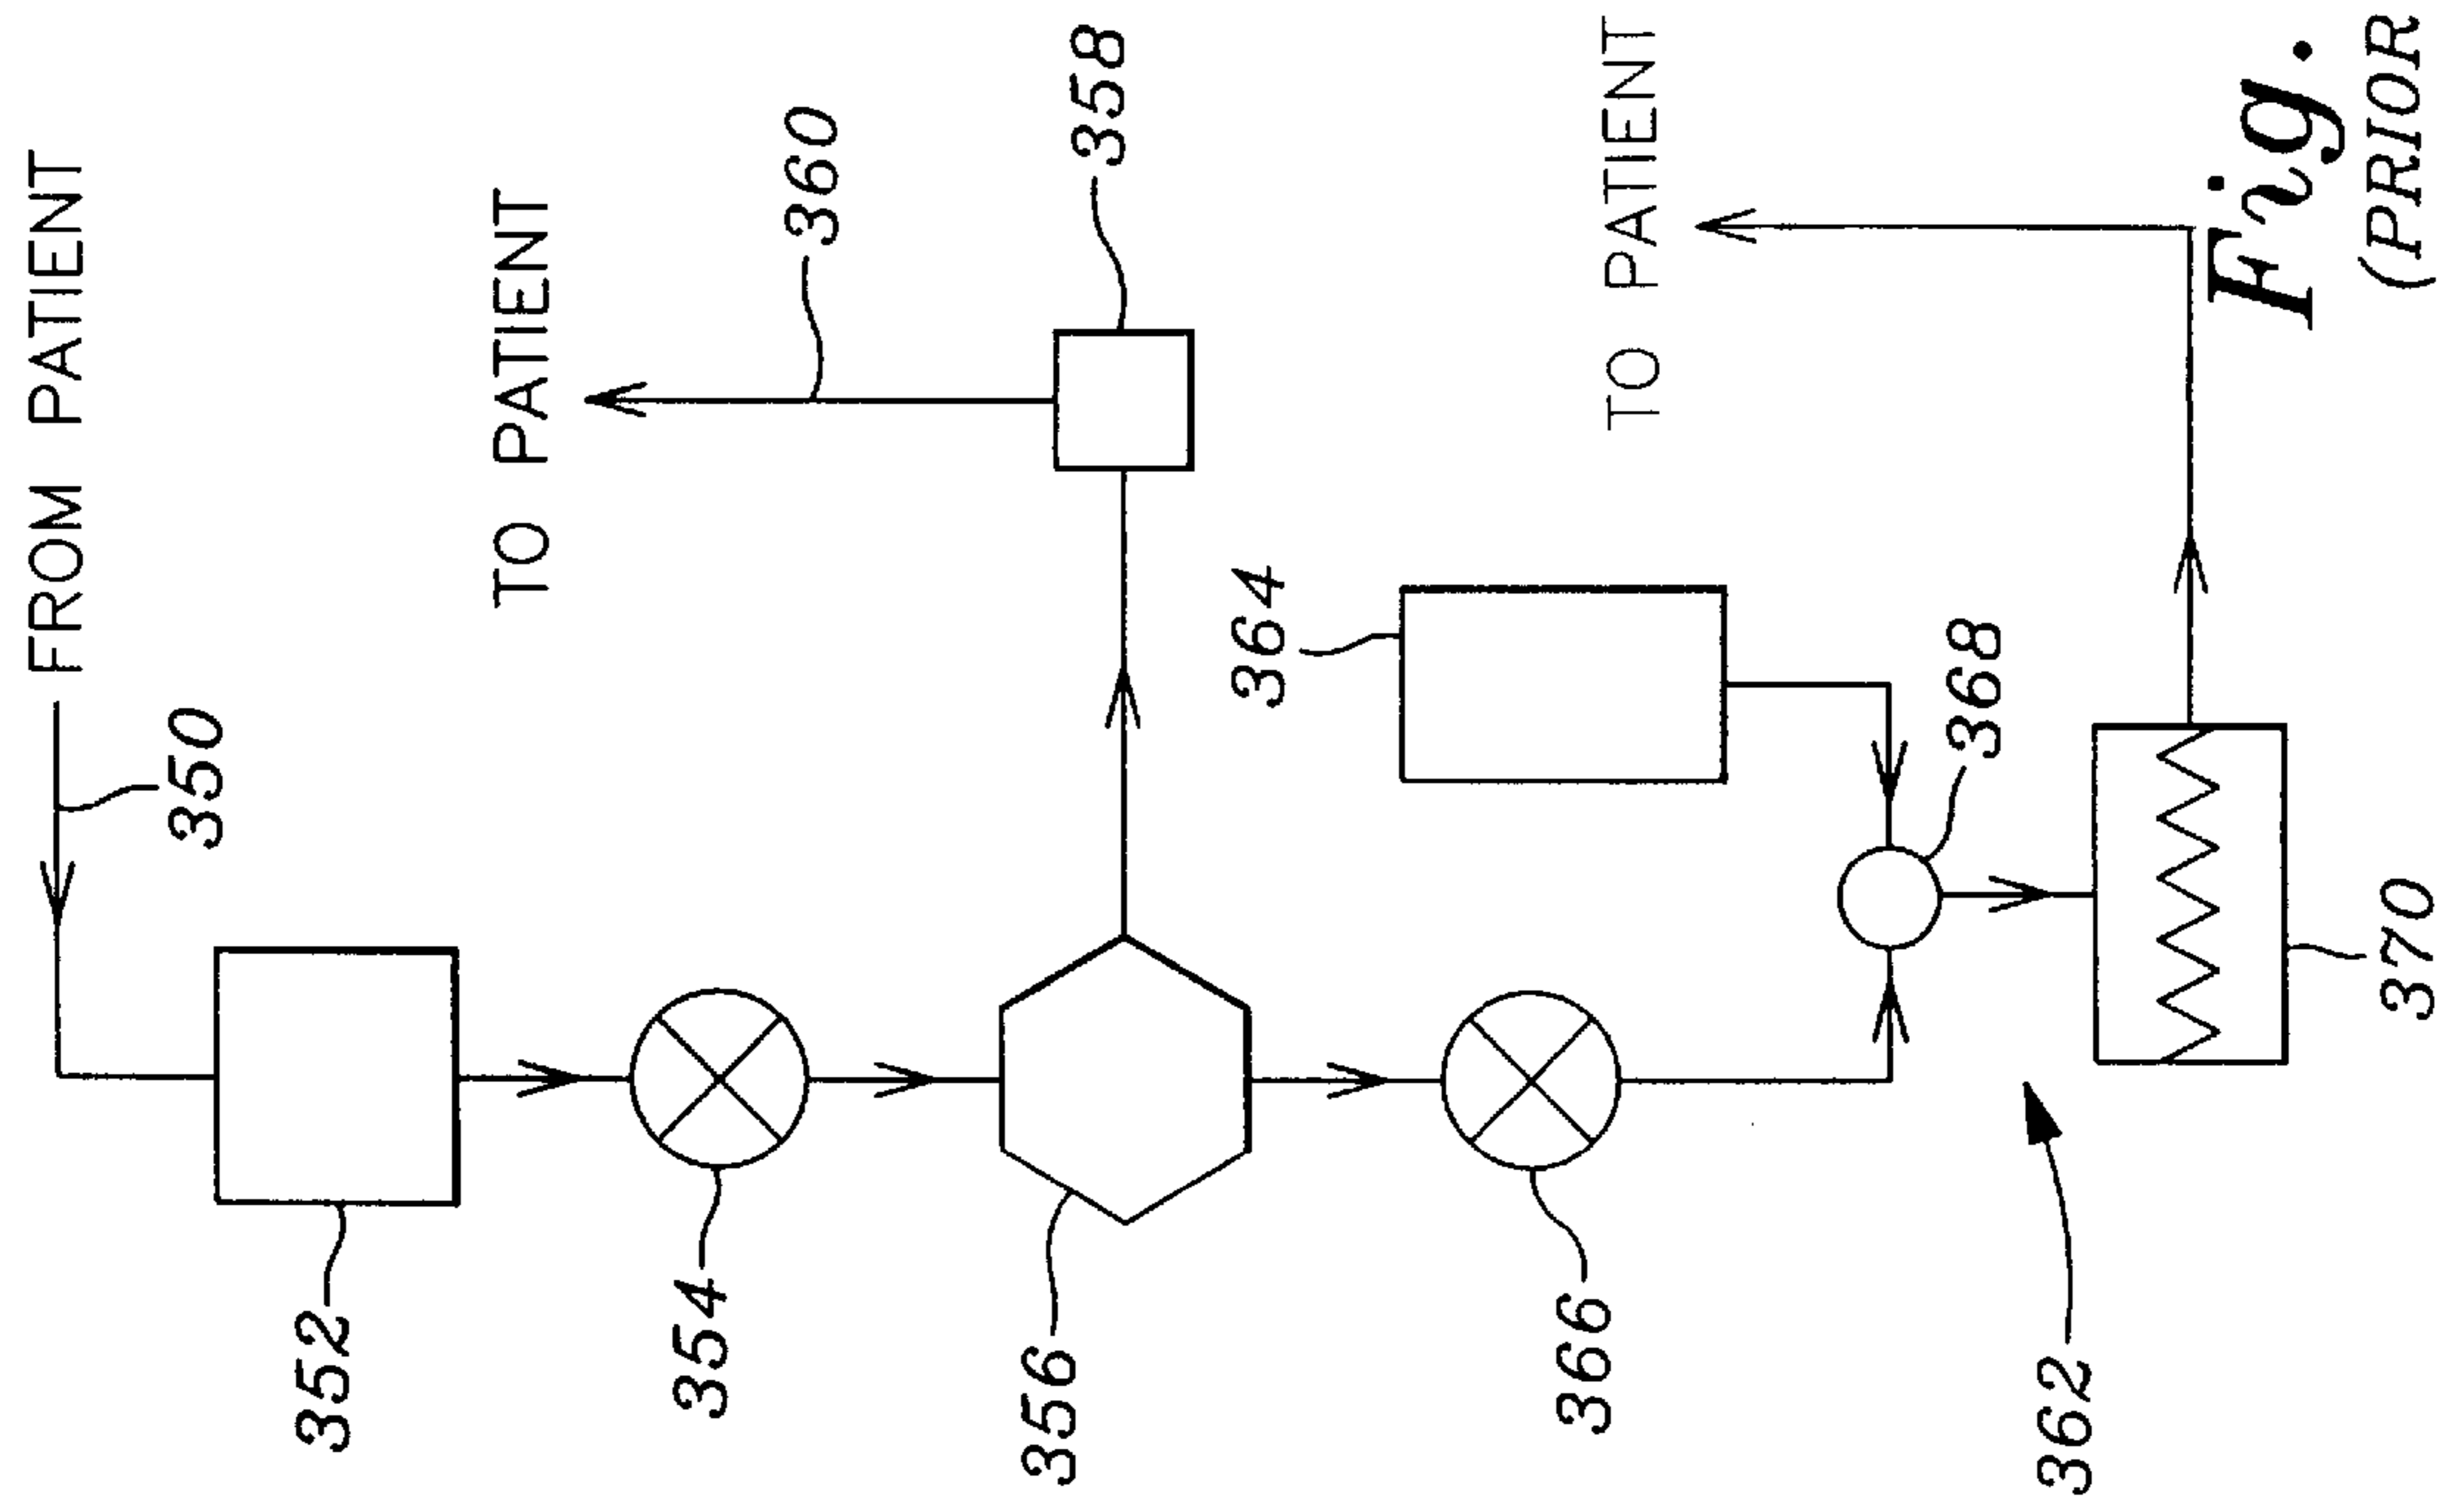 FROM PATIENT
350
TO PATIENT
360
358
352
354
356
364
TO PATIENT
366
368
362
370
Fig.
(PRIOR